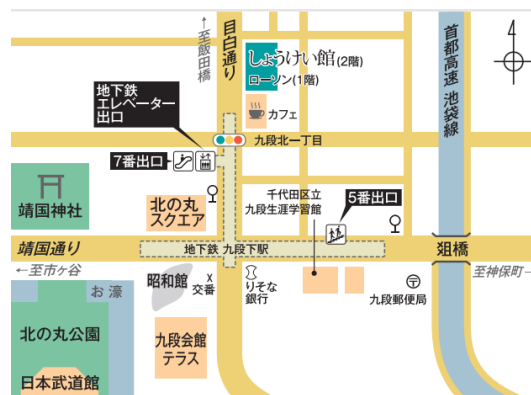 ↑至飯田橋
目白通り
しょうけい館(2階)
ローソン(1階)
首都高速 池袋線
4
地下鉄
エレベーター
出口
カフェ
九段北一丁目
7番出口
靖国神社
北の丸
スクエア
千代田区立
九段生涯学習館
5番出口
靖国通り
地下鉄 九段下駅
俎橋
←至市ヶ谷
至神保町→
お濠
昭和館
X
交番
りそな
銀行
〒
九段郵便局
北の丸公園
九段会館
テラス
日本武道館